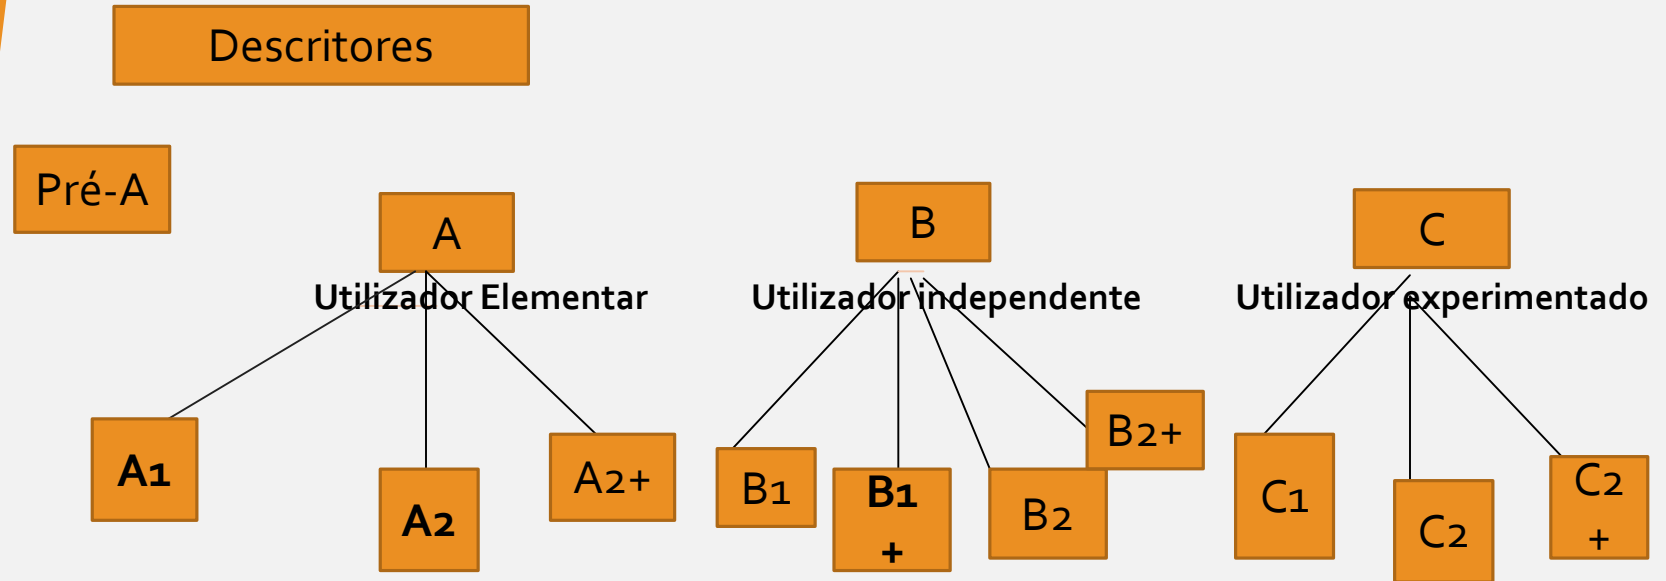 Descritores
Pré-A
A
Utilizador Elementar
A1
A2
A2+
B
Utilizador independente
B1
B1
+
B2
B2+
C
Utilizador experimentado
C1
C2
C2
+